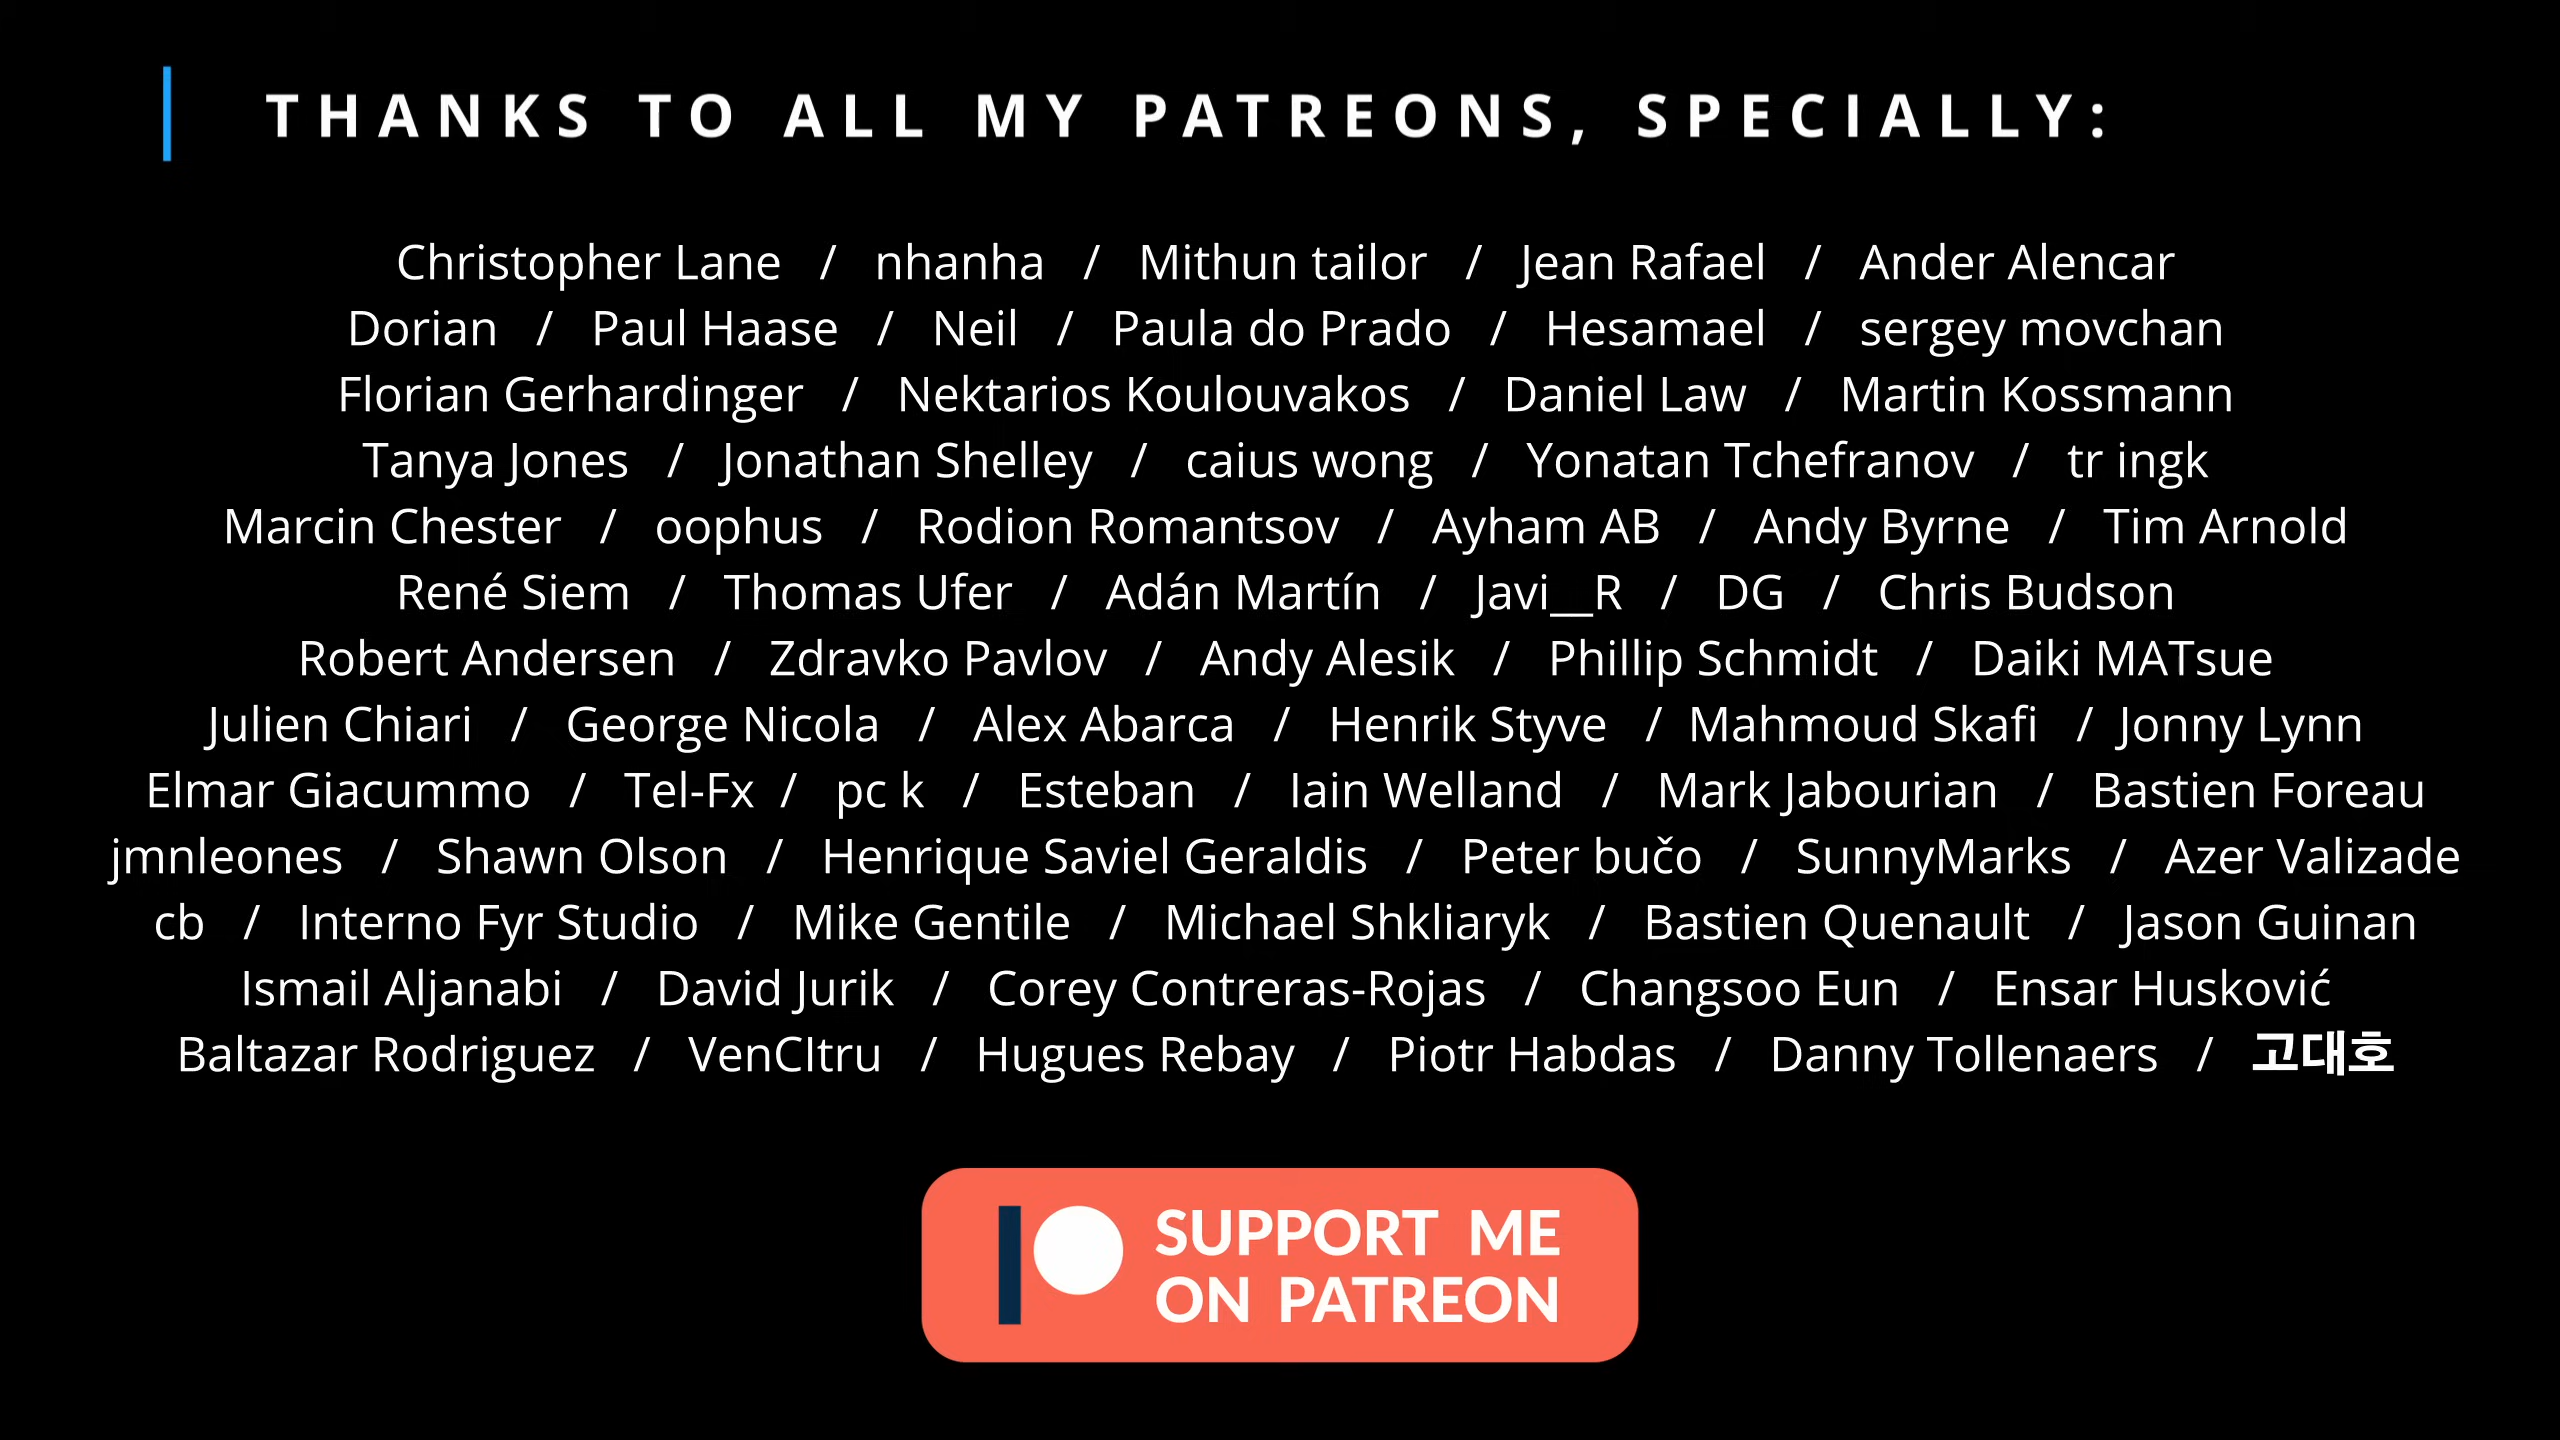 THANKS TO ALL MY PATREONS, SPECIALLY:
Christopher Lane / nhanha / Mithun tailor / Jean Rafael / Ander Alencar
Dorian / Paul Haase / Neil / Paula do Prado / Hesamael / sergey movchan
Florian Gerhardinger / Nektarios Koulouvakos / Daniel Law / Martin Kossmann
Tanya Jones / Jonathan Shelley / caius wong / Yonatan Tchefranov / tr ingk
Marcin Chester / oophus / Rodion Romantsov / Ayham AB / Andy Byrne / Tim Arnold
René Siem / Thomas Ufer / Adán Martín / Javi__R / DG / Chris Budson
Robert Andersen / Zdravko Pavlov / Andy Alesik / Phillip Schmidt / Daiki MATsue
Julien Chiari / George Nicola / Alex Abarca / Henrik Styve / Mahmoud Skafi / Jonny Lynn
Elmar Giacummo / Tel-Fx / pc k / Esteban / Iain Welland / Mark Jabourian / Bastien Foreau
jmnleones / Shawn Olson / Henrique Saviel Geraldis / Peter bučo / SunnyMarks / Azer Valizade
cb / Interno Fyr Studio / Mike Gentile / Michael Shkliaryk / Bastien Quenault / Jason Guinan
Ismail Aljanabi / David Jurik / Corey Contreras-Rojas / Changsoo Eun / Ensar Husković
Baltazar Rodriguez / VenCItru / Hugues Rebay / Piotr Habdas / Danny Tollenaers / 고대호
SUPPORT ME
ON PATREON